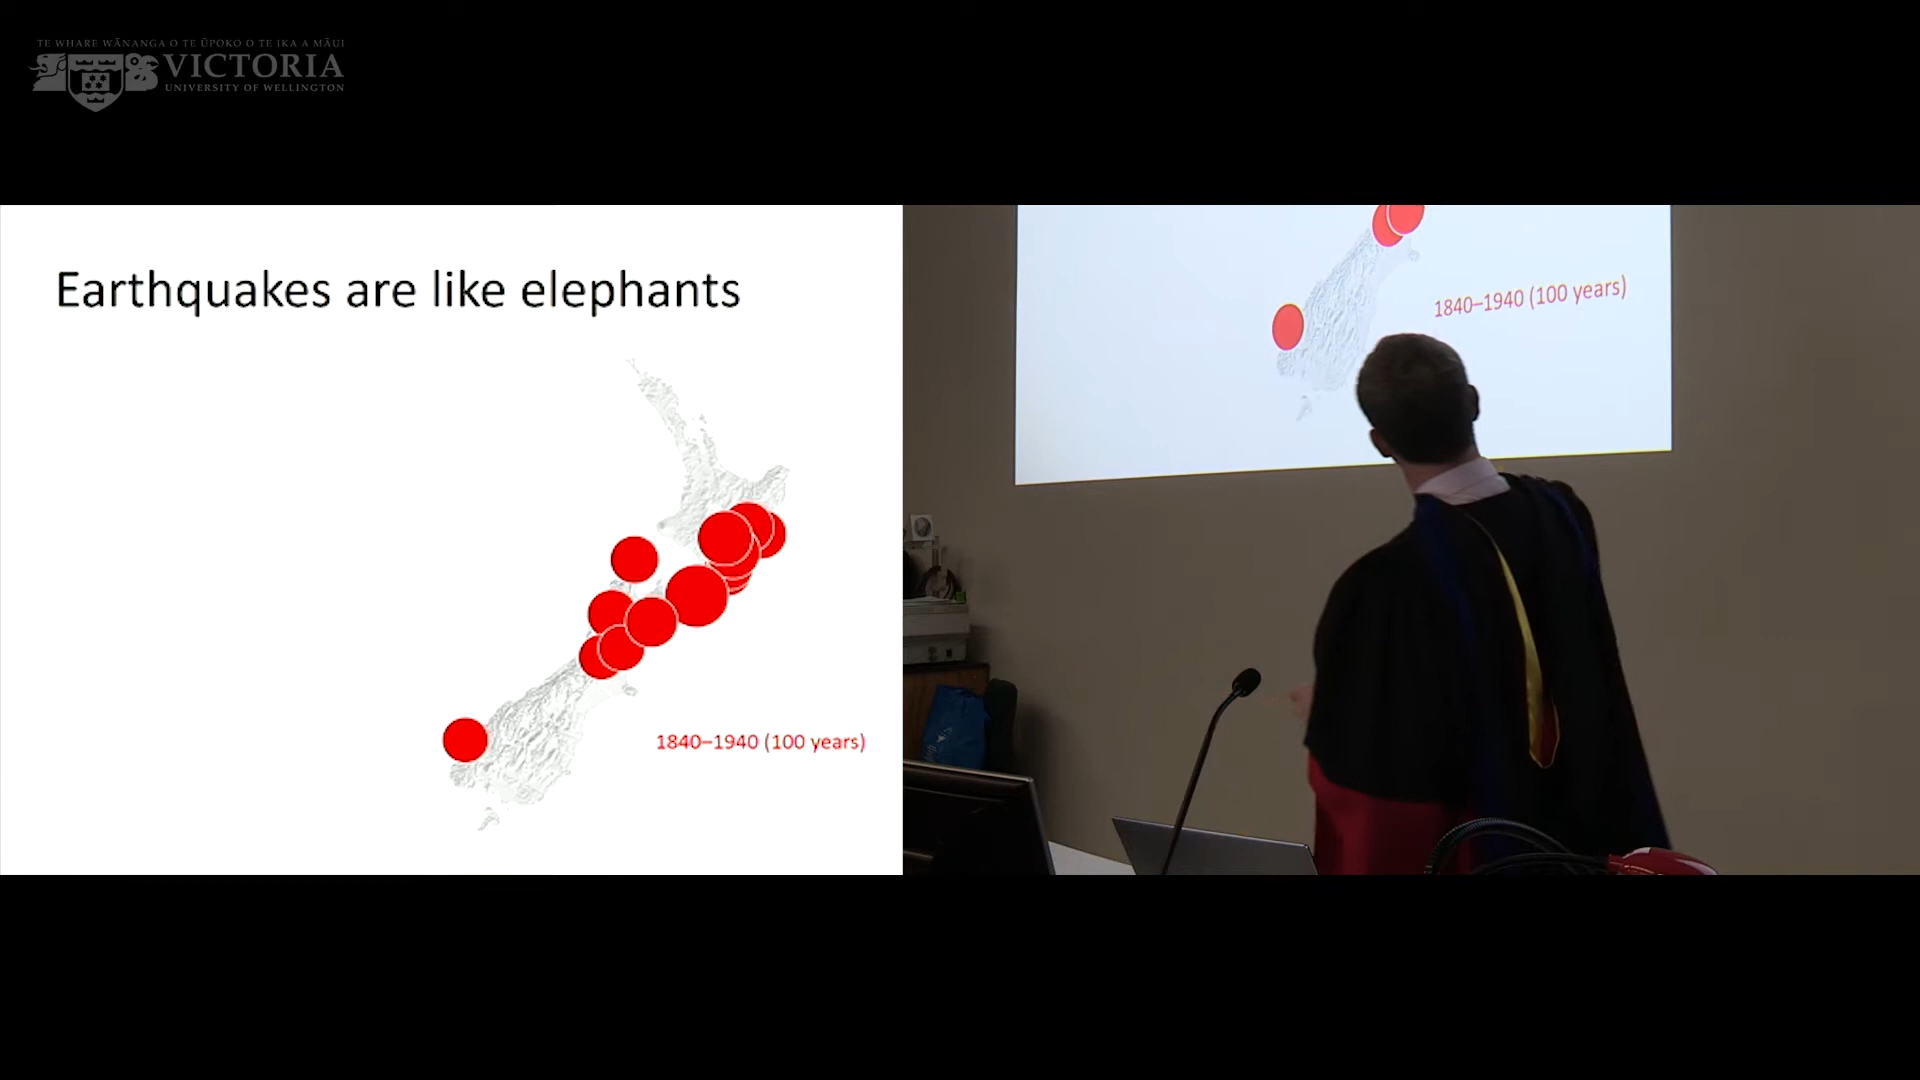 TE WHARE WĀNANGA O TE ŪPOKO O TE IKA A MĀUI
VICTORIA
UNIVERSITY OF WELLINGTON
Earthquakes are like elephants
1840–1940 (100 years)
1840–1940 (100 years)